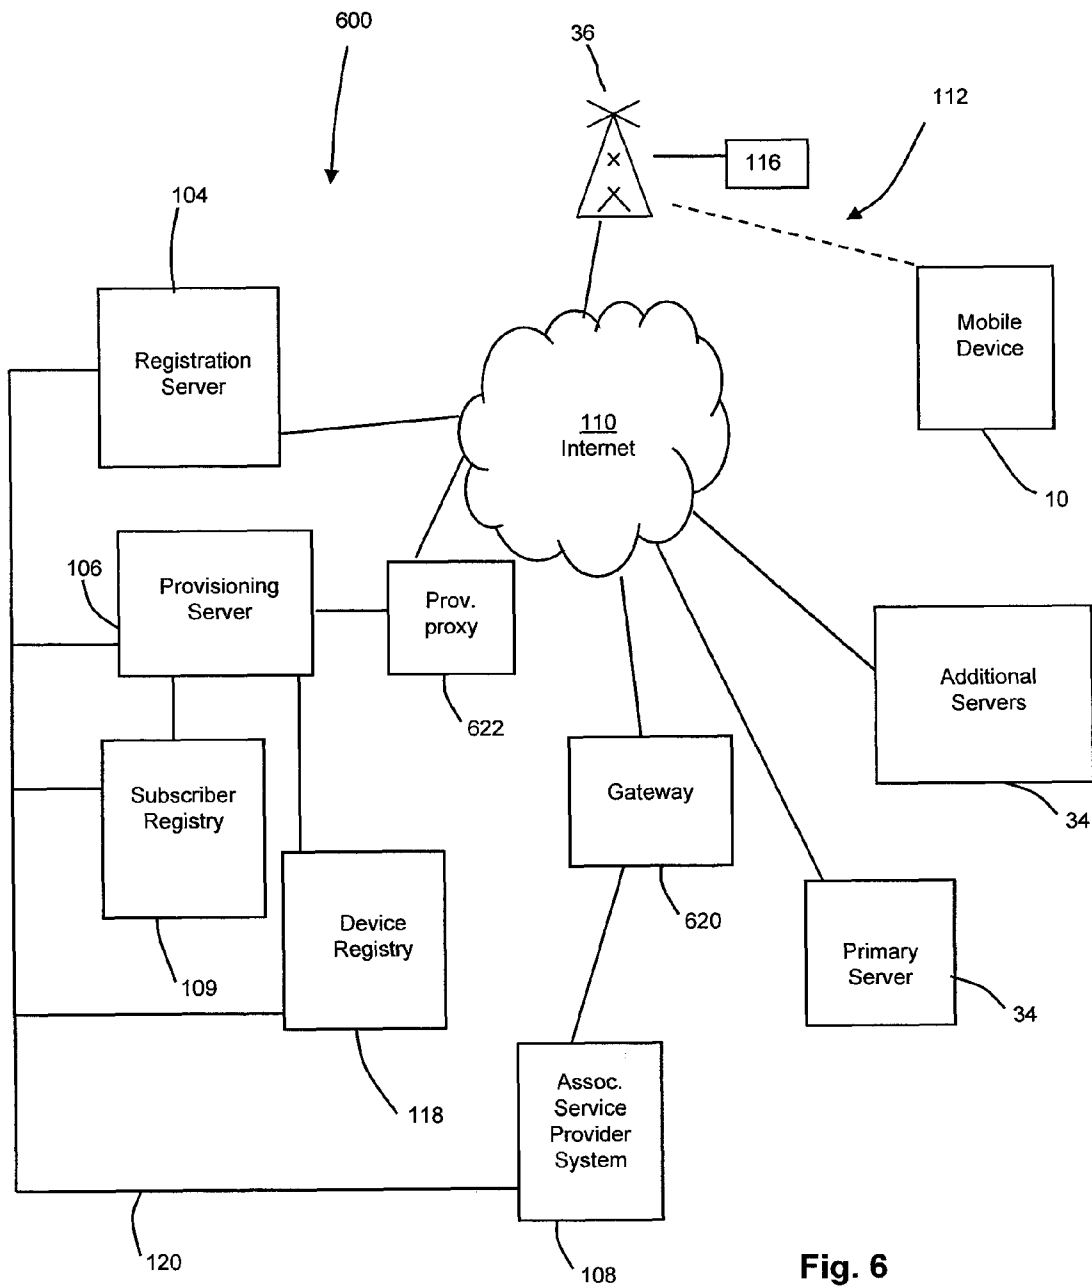 600
36
112
116
104
Mobile
Device
Registration
Server
110
Internet
10
106
Provisioning
Server
Prov.
proxy
Additional
Servers
622
Subscriber
Registry
Gateway
34
620
Device
Registry
Primary
Server
109
34
118
Assoc.
Service
Provider
System
120
108
Fig. 6